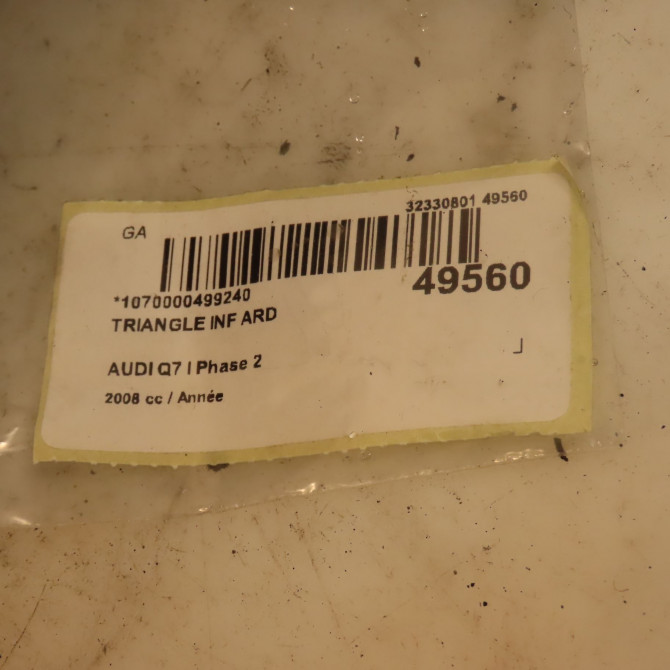 GA
32330801 49560
49560
*1070000499240
TRIANGLE INF ARD
AUDI Q7 I Phase 2
2008 cc / Année